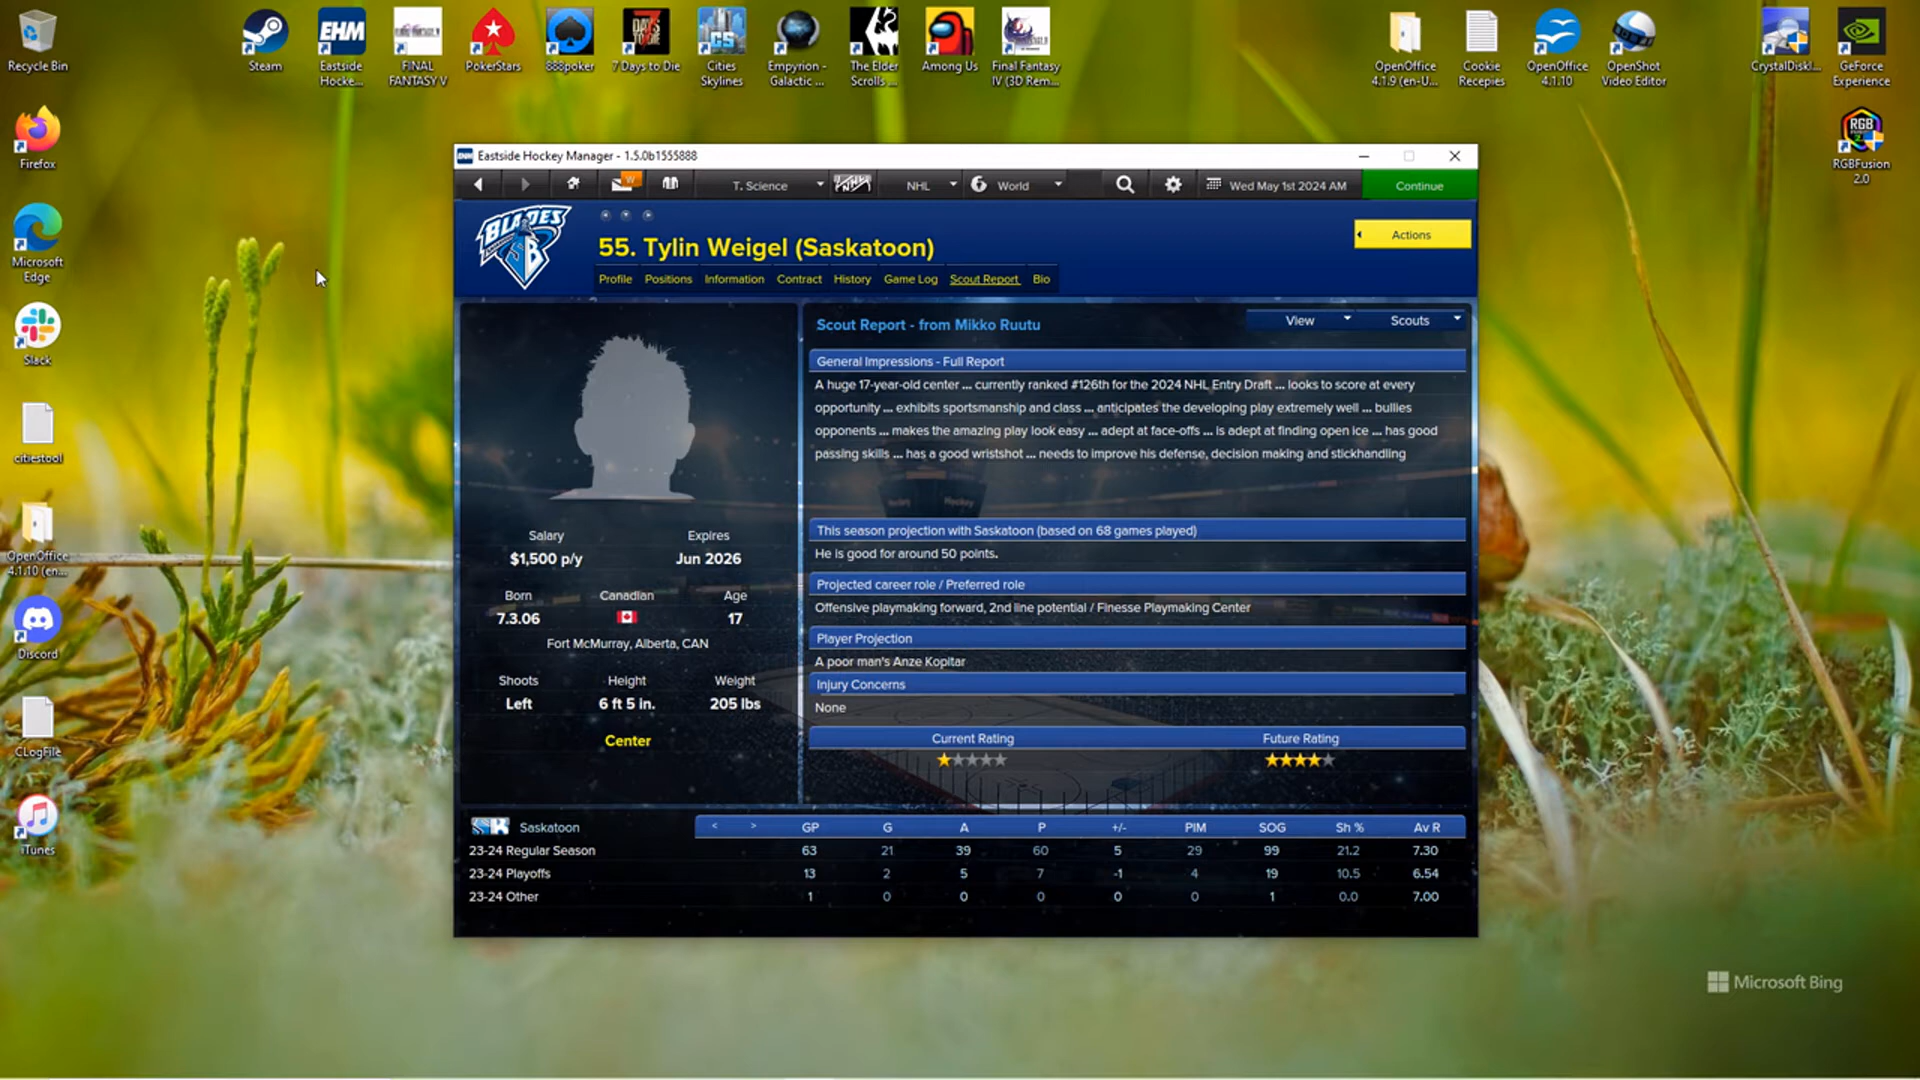 Recycle Bin
Steam
EHM
Eastside
Hocke...
FINAL
FANTASY V
PokerStars
888poker
7 DAYS TO DIE
7 Days to Die
CS
Cities
Skylines
Empyrion -
Galactic ...
The Elder
Scrolls ...
Among Us
Final Fantasy
IV (3D Rem...
OpenOffice
4.1.9 (en-U...
Cookie
Recepies
OpenOffice
4.1.10
OpenShot
Video Editor
CrystalDiskI...
GeForce
Experience
RGB
RGBFusion
2.0
Firefox
Microsoft
Edge
Slack
citiestool
OpenOffice
4.1.10 (en...
Discord
CLogFile
iTunes
EHM Eastside Hockey Manager - 1.5.0b1555888
W
T. Science
NHL
World
Wed May 1st 2024 AM
Continue
BLADES
SB
55. Tylin Weigel (Saskatoon)
Actions
Profile Positions Information Contract History Game Log Scout Report Bio
Scout Report - from Mikko Ruutu
View
Scouts
General Impressions - Full Report
A huge 17-year-old center ... currently ranked #126th for the 2024 NHL Entry Draft ... looks to score at every
opportunity ... exhibits sportsmanship and class ... anticipates the developing play extremely well ... bullies
opponents ... makes the amazing play look easy ... adept at face-offs ... is adept at finding open ice ... has good
passing skills ... has a good wristshot ... needs to improve his defense, decision making and stickhandling
This season projection with Saskatoon (based on 68 games played)
He is good for around 50 points.
Projected career role / Preferred role
Offensive playmaking forward, 2nd line potential / Finesse Playmaking Center
Player Projection
A poor man's Anze Kopitar
Injury Concerns
None
Current Rating Future Rating
Salary Expires
$1,500 p/y Jun 2026
Born Canadian Age
7.3.06 17
Fort McMurray, Alberta, CAN
Shoots Height Weight
Left 6 ft 5 in. 205 lbs
Center
Saskatoon < > GP G A P +/- PIM SOG Sh % Av R
23-24 Regular Season 63 21 39 60 5 29 99 21.2 7.30
23-24 Playoffs 13 2 5 7 -1 4 19 10.5 6.54
23-24 Other 1 0 0 0 0 0 1 0.0 7.00
Microsoft Bing